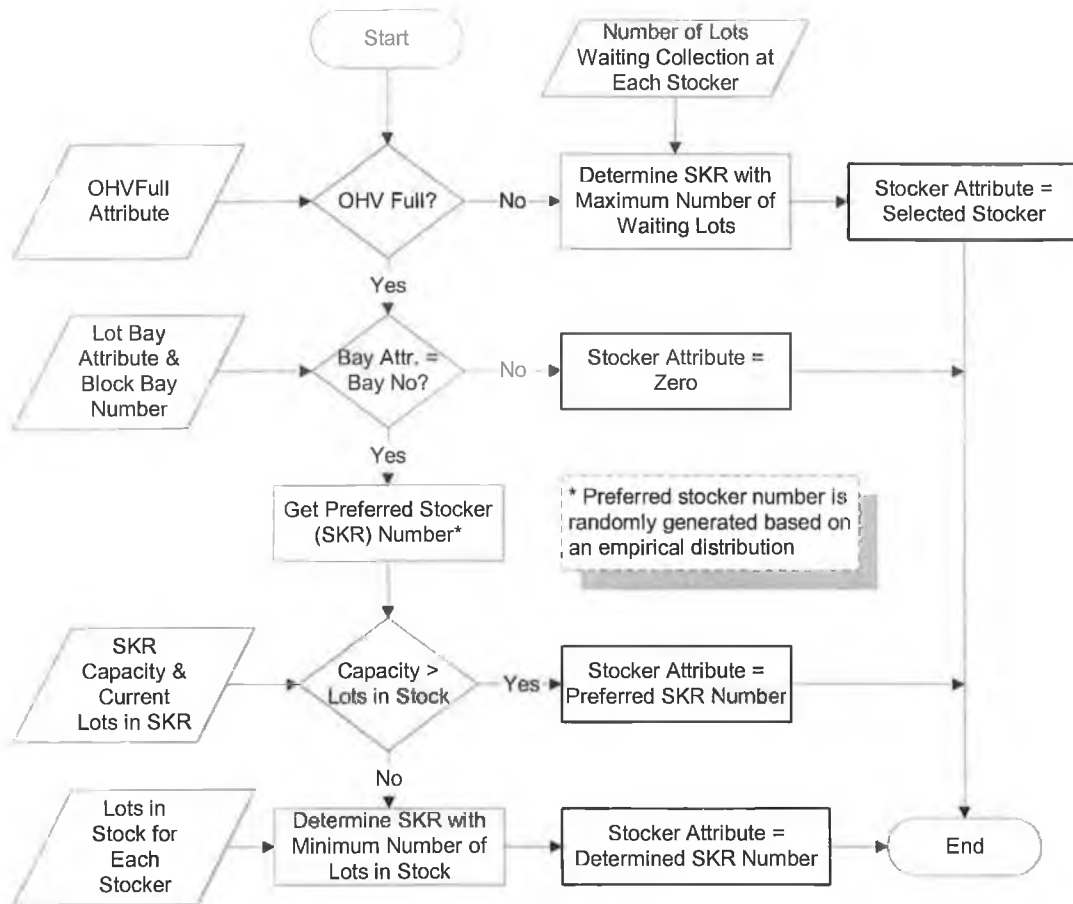 Start
Number of Lots
Waiting Collection at
Each Stocker
OHVFull
Attribute
OHV Full?
No
Determine SKR with
Maximum Number of
Waiting Lots
Stocker Attribute =
Selected Stocker
Yes
Lot Bay
Attribute &
Block Bay
Number
Bay Attr. =
Bay No?
No
Stocker Attribute =
Zero
Yes
Get Preferred Stocker
(SKR) Number*
* Preferred stocker number is
randomly generated based on
an empirical distribution
SKR
Capacity &
Current
Lots in SKR
Capacity >
Lots in Stock
Yes
Stocker Attribute =
Preferred SKR Number
No
Lots in
Stock for
Each
Stocker
Determine SKR with
Minimum Number of
Lots in Stock
Stocker Attribute =
Determined SKR Number
End